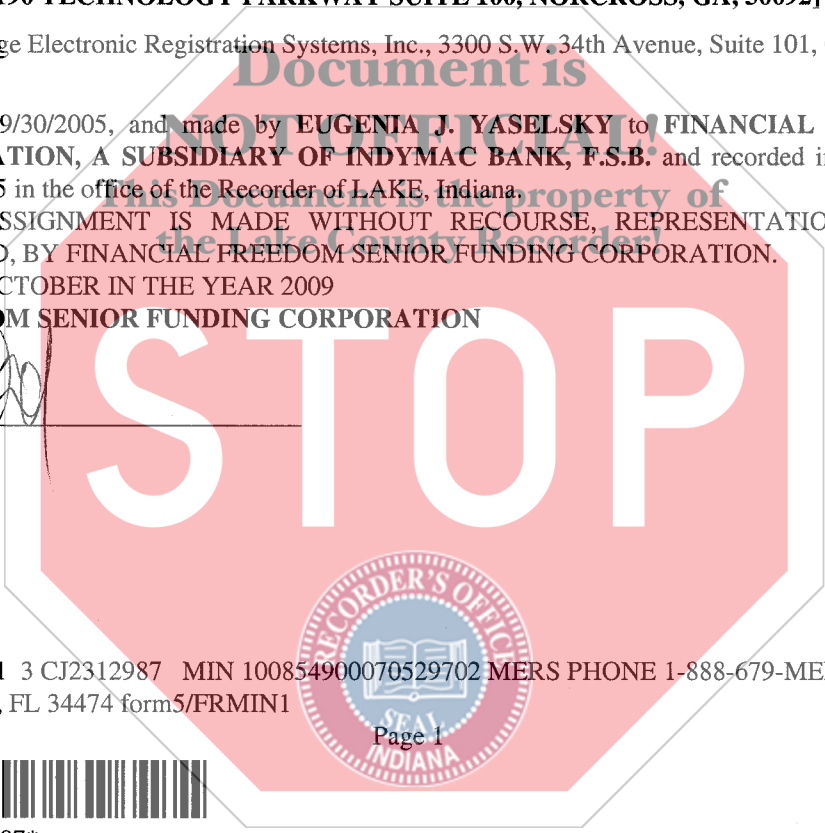 TECHNOLOGY PARKWAY SUITE 100, NORCROSS, GA, 30092]
ge Electronic Registration Systems, Inc., 3300 S.W. 34th Avenue, Suite 101,
Document is
9/30/2005, and made by EUGENIA J. YASELSKY to FINANCIAL
NOT OFFICIAL!
ATION, A SUBSIDIARY OF INDYMAC BANK, F.S.B. and recorded in
5 in the office of the Recorder of LAKE, Indiana.
This Document is the property of
SSIGNMENT IS MADE WITHOUT RECOURSE, REPRESENTATIO
the Lake County Recorder!
D, BY FINANCIAL FREEDOM SENIOR FUNDING CORPORATION.
CTOBER IN THE YEAR 2009
OM SENIOR FUNDING CORPORATION
STOP
RECORDER'S OFFICE
1 3 CJ2312987 MIN 100854900070529702 MERS PHONE 1-888-679-MER
, FL 34474 form5/FRMIN1
SEAL
Page 1
INDIANA